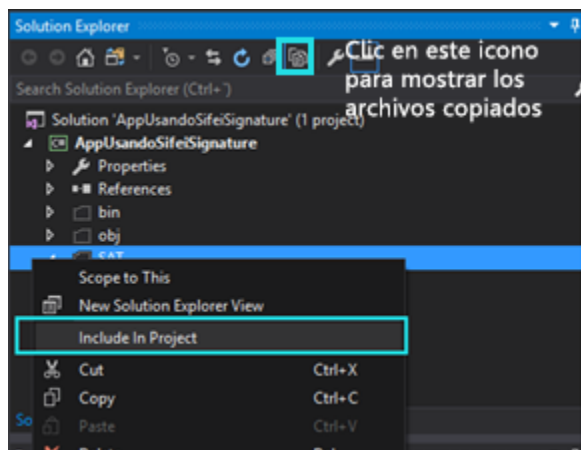 Solution Explorer
Clic en este icono
para mostrar los
archivos copiados
Search Solution Explorer (Ctrl+´)
Solution 'AppUsandoSifeiSignature' (1 project)
AppUsandoSifeiSignature
Properties
References
bin
obj
SAT
Scope to This
New Solution Explorer View
Include In Project
Cut Ctrl+X
Copy Ctrl+C
So
Paste Ctrl+V